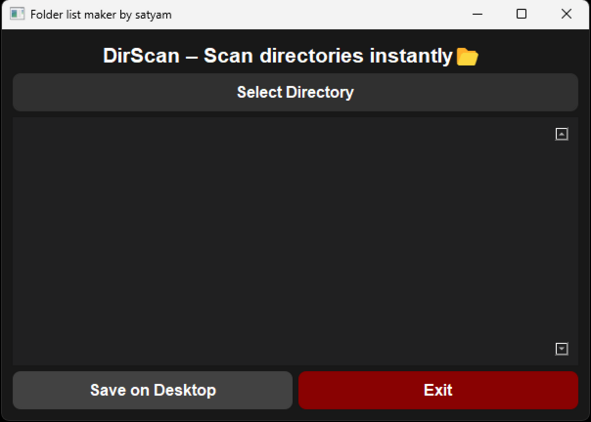 Folder list maker by satyam
DirScan – Scan directories instantly📂
Select Directory
Save on Desktop
Exit